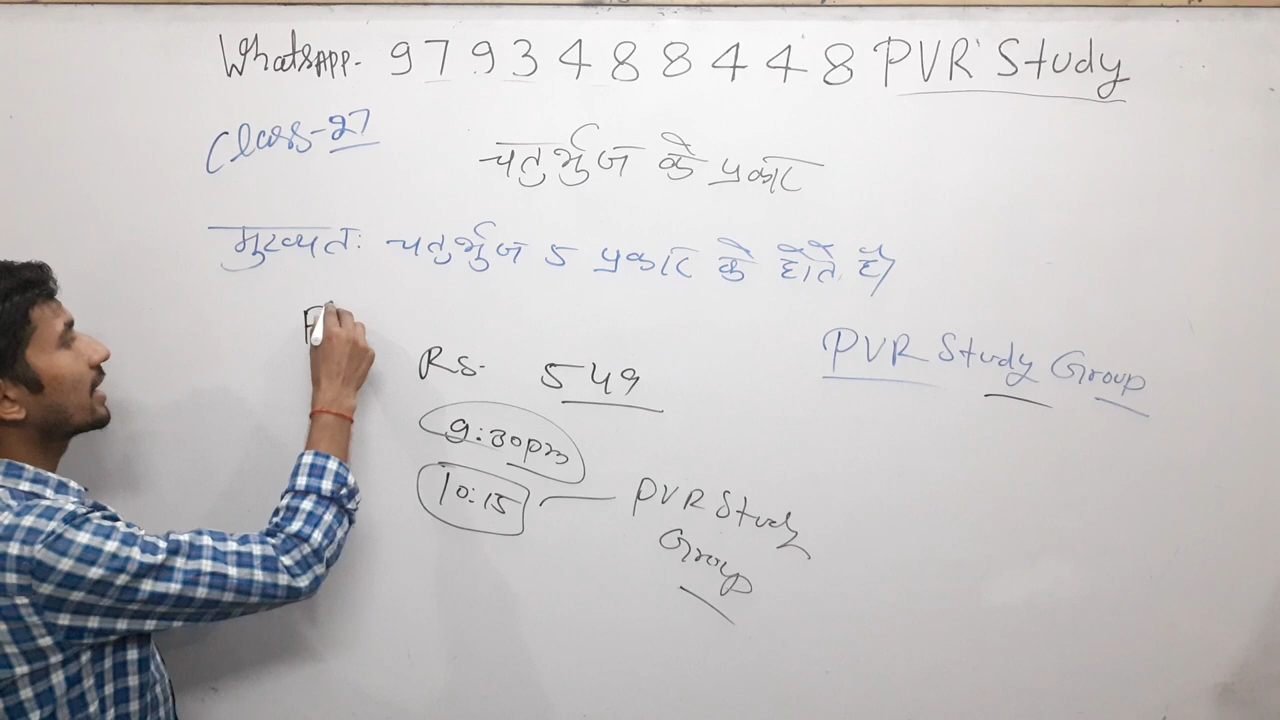 WhatsAPP. 9793488448 PVR Study
Class-27
चतुर्भुज के प्रकार
मुख्यतः चतुर्भुज 5 प्रकार के होते है।
RS. 549
PVR Study Group
9:30pm
10:15
PVR Study
Group